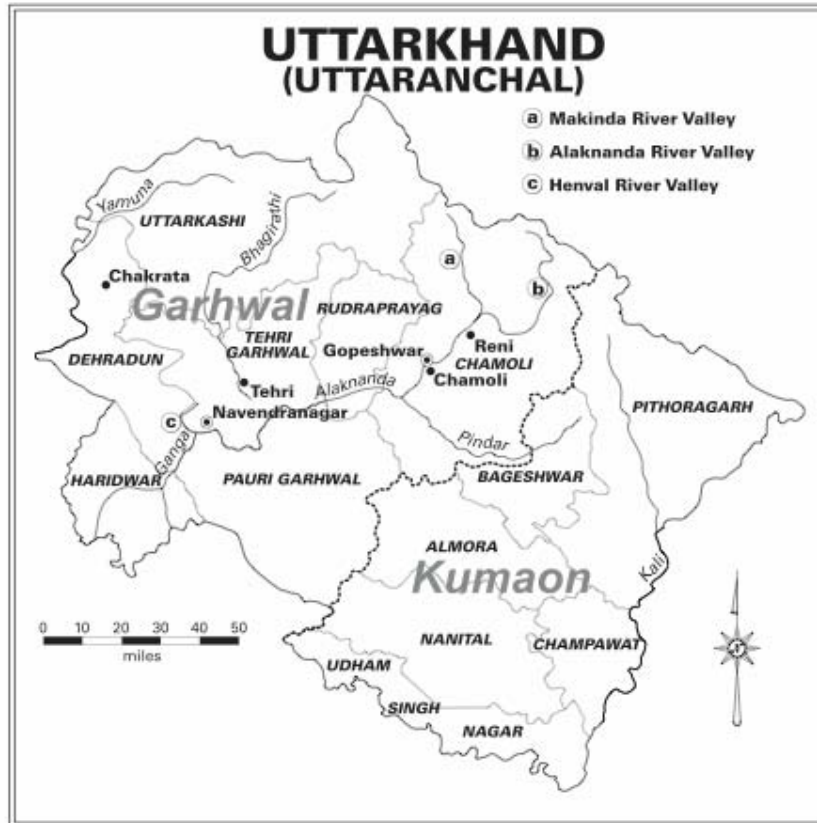 UTTARKHAND
(UTTARANCHAL)
a Makinda River Valley
b Alaknanda River Valley
c Henval River Valley
Yamuna
UTTARKASHI
Bhagirathi
a
b
Chakrata
Garhwal
RUDRAPRAYAG
TEHRI
GARHWAL
Reni
Gopeshwar
CHAMOLI
DEHRADUN
Chamoli
Tehri
Alaknanda
PITHORAGARH
Navendranagar
c
Ganga
Pindar
HARIDWAR
PAURI GARHWAL
BAGESHWAR
ALMORA
Kumaon
Kali
0 10 20 30 40 50
miles
NANITAL
CHAMPAWAT
UDHAM
SINGH
NAGAR